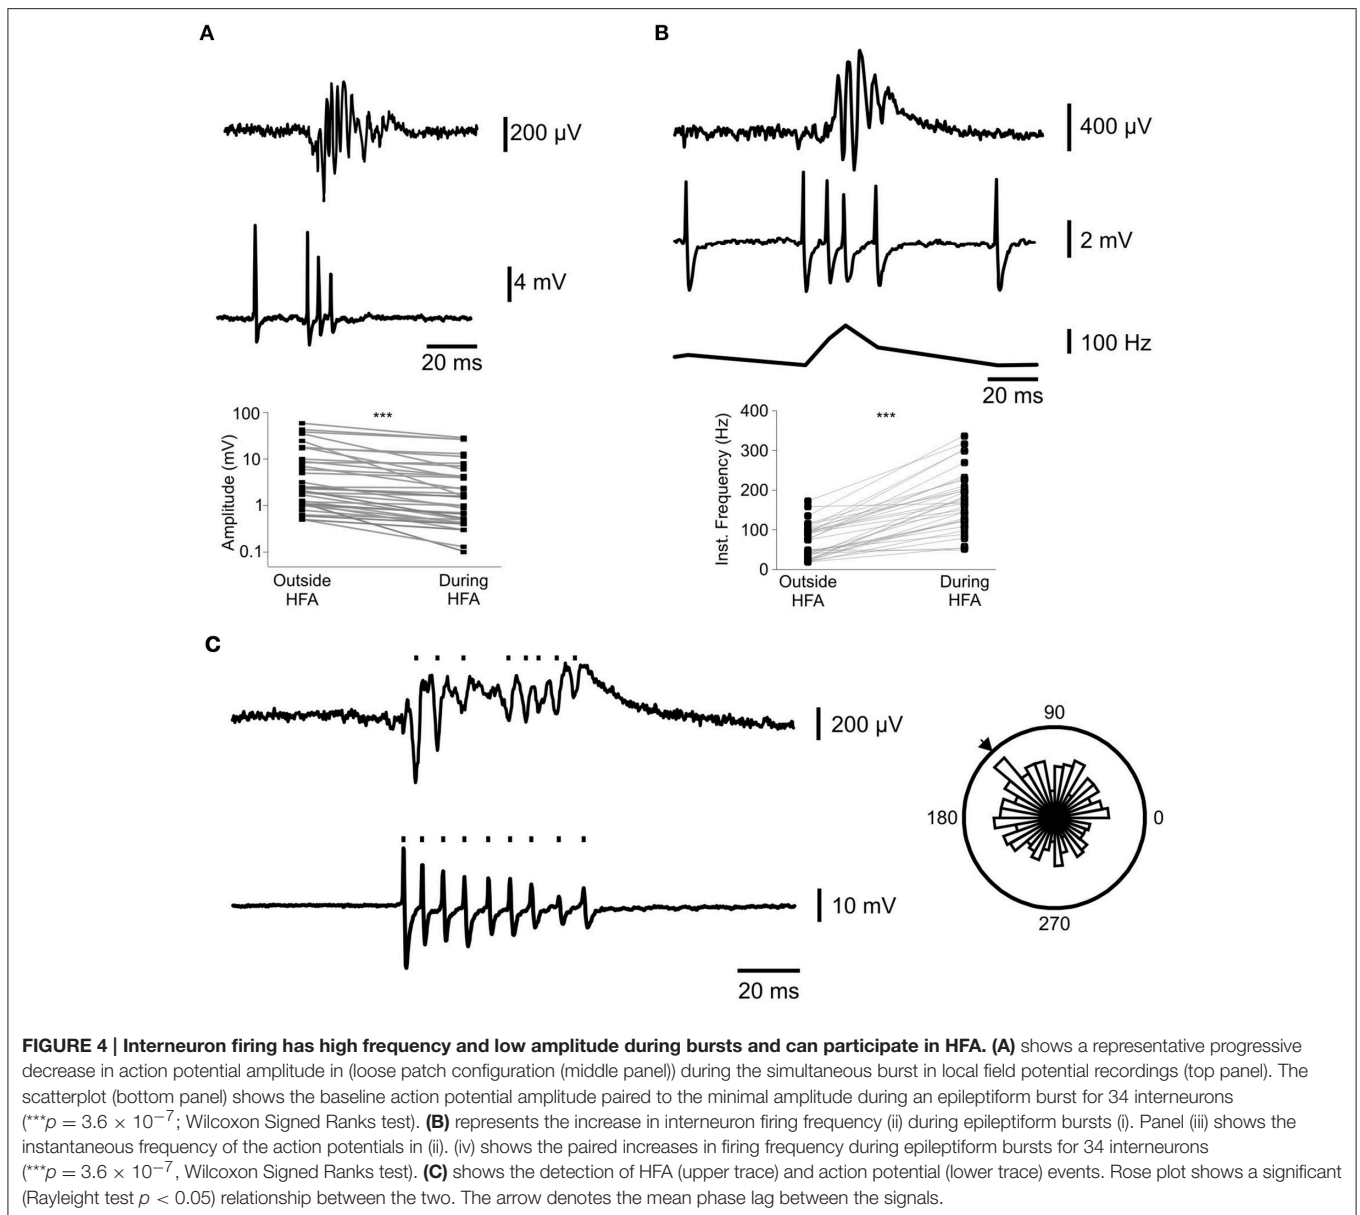 A
200 µV
4 mV
20 ms
Amplitude (mV)
100
10
1
0.1
***
Outside
HFA
During
HFA
B
400 µV
2 mV
100 Hz
20 ms
Inst. Frequency (Hz)
400
300
200
100
0
***
Outside
HFA
During
HFA
C
200 µV
10 mV
20 ms
90
180
0
270
FIGURE 4 | Interneuron firing has high frequency and low amplitude during bursts and can participate in HFA. (A) shows a representative progressive
decrease in action potential amplitude in (loose patch configuration (middle panel)) during the simultaneous burst in local field potential recordings (top panel). The
scatterplot (bottom panel) shows the baseline action potential amplitude paired to the minimal amplitude during an epileptiform burst for 34 interneurons
(***p = 3.6 × 10−7; Wilcoxon Signed Ranks test). (B) represents the increase in interneuron firing frequency (ii) during epileptiform bursts (i). Panel (iii) shows the
instantaneous frequency of the action potentials in (ii). (iv) shows the paired increases in firing frequency during epileptiform bursts for 34 interneurons
(***p = 3.6 × 10−7, Wilcoxon Signed Ranks test). (C) shows the detection of HFA (upper trace) and action potential (lower trace) events. Rose plot shows a significant
(Rayleight test p < 0.05) relationship between the two. The arrow denotes the mean phase lag between the signals.